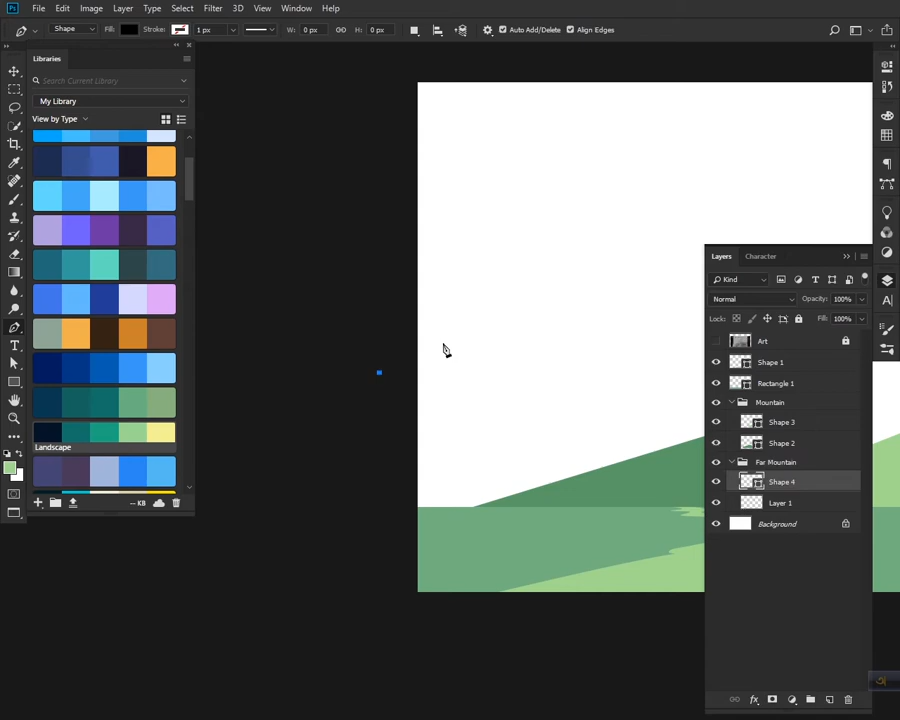 Ps File Edit Image Layer Type Select Filter 3D View Window Help
Shape Fill: Stroke: 1 px W: 0 px H: 0 px Auto Add/Delete Align Edges
Libraries
Search Current Library
My Library
View by Type
Landscape
-- KB
Layers Character
Kind
Normal Opacity: 100%
Lock: Fill: 100%
Art
Shape 1
Rectangle 1
Mountain
Shape 3
Shape 2
Far Mountain
Shape 4
Layer 1
Background